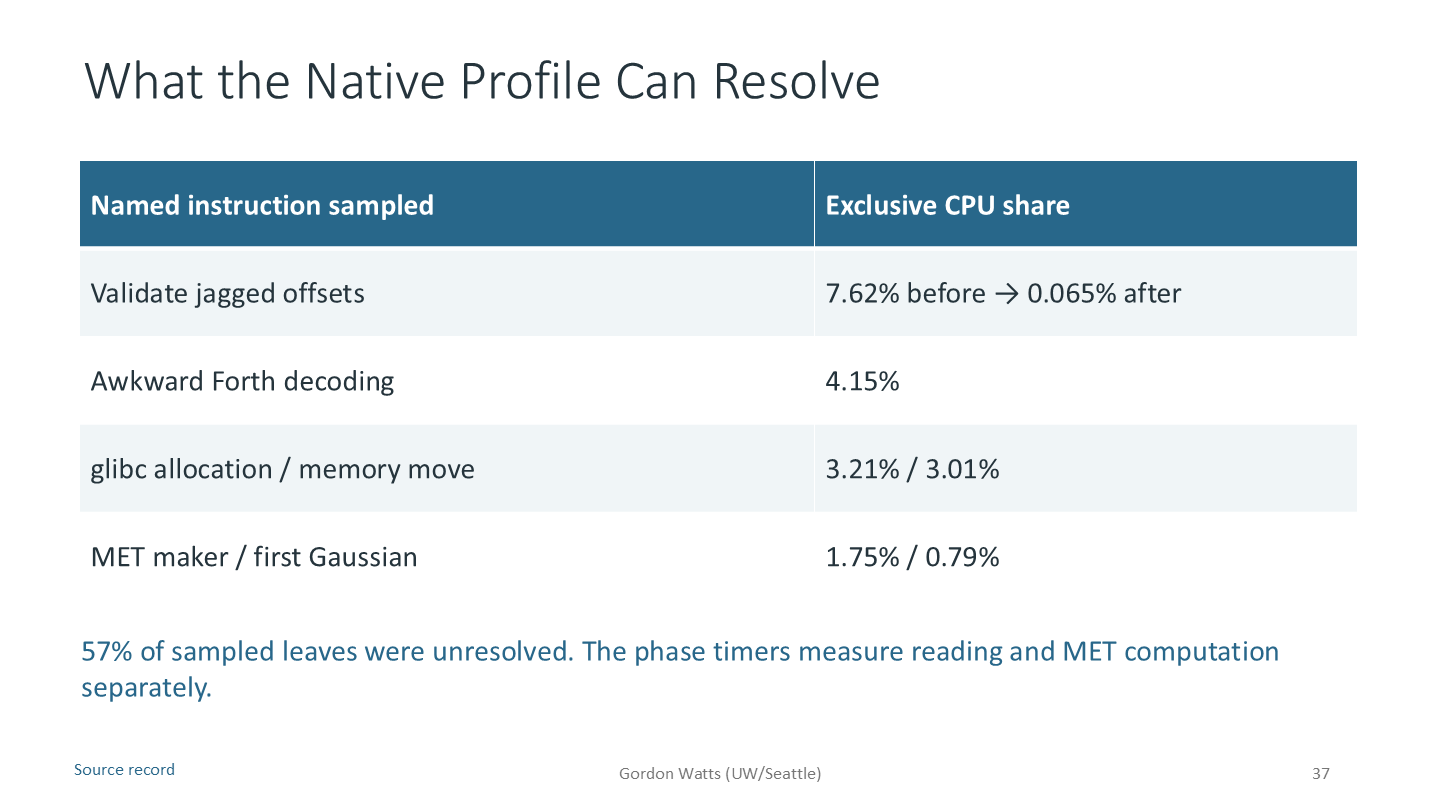 What the Native Profile Can Resolve
Named instruction sampled
Exclusive CPU share
Validate jagged offsets
7.62% before → 0.065% after
Awkward Forth decoding
4.15%
glibc allocation / memory move
3.21% / 3.01%
MET maker / first Gaussian
1.75% / 0.79%
57% of sampled leaves were unresolved. The phase timers measure reading and MET computation
separately.
Source record
Gordon Watts (UW/Seattle)
37